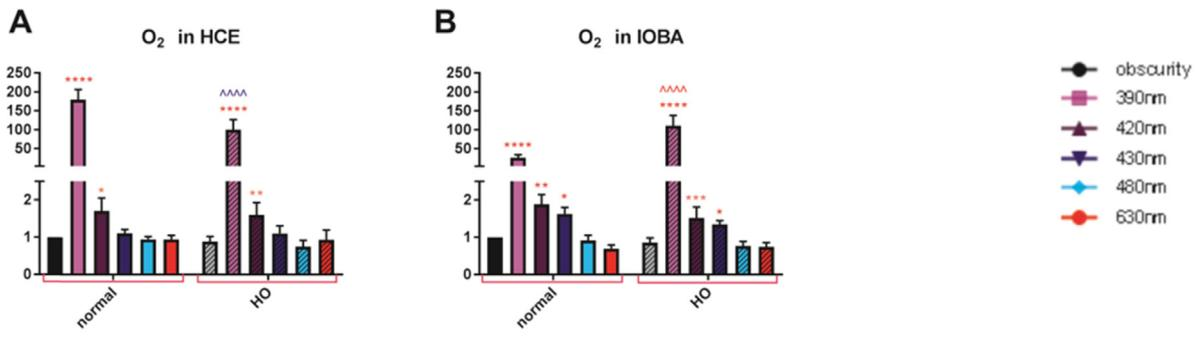 A
O2 in HCE
250
200
150
100
50
2
1
0
****
*
^^^^
****
**
normal
HO
B
O2 in IOBA
250
200
150
100
50
2
1
0
****
**
*
^^^^
****
***
*
normal
HO
obscurity
390nm
420nm
430nm
480nm
630nm